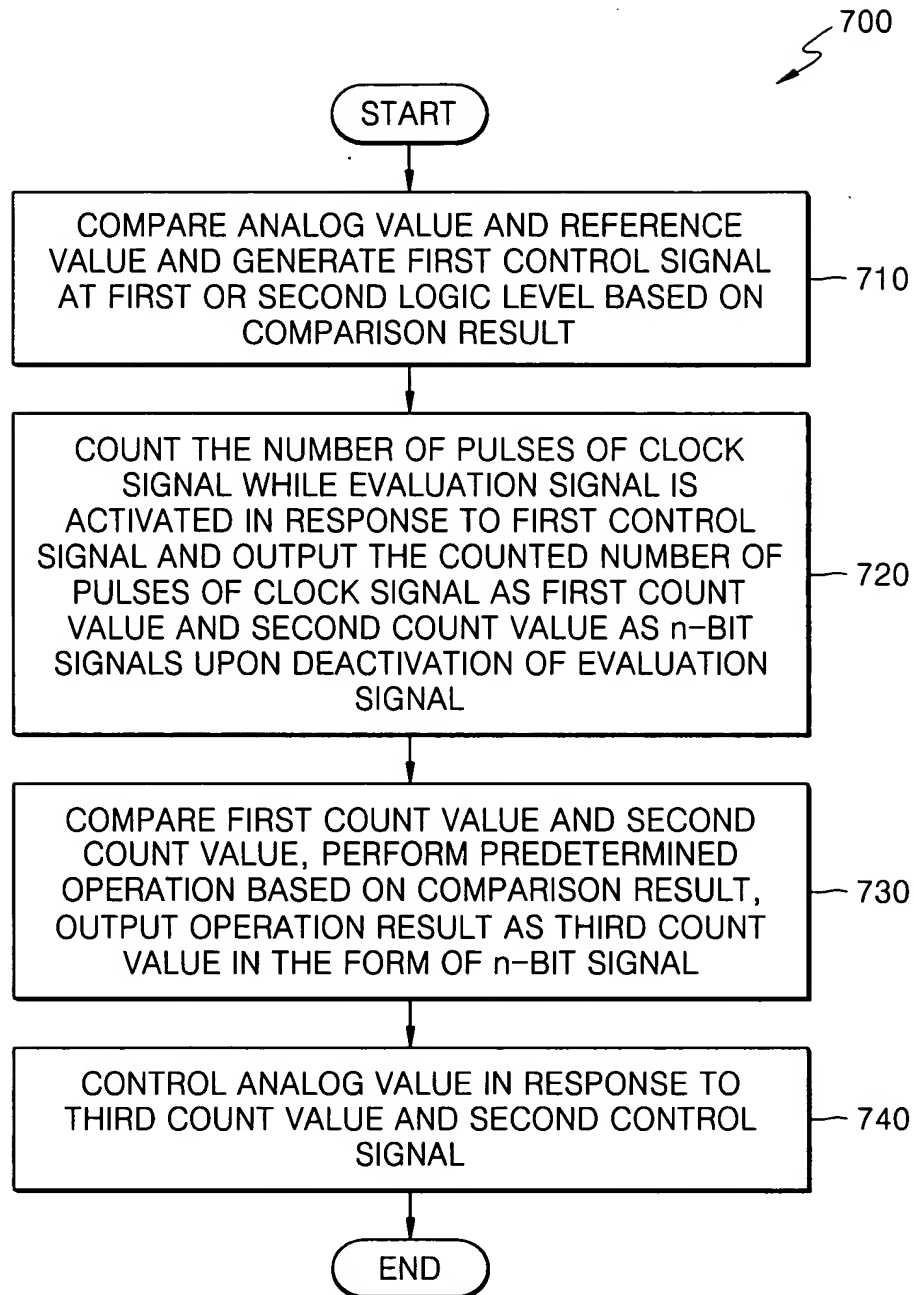 700
START
COMPARE ANALOG VALUE AND REFERENCE
VALUE AND GENERATE FIRST CONTROL SIGNAL
AT FIRST OR SECOND LOGIC LEVEL BASED ON
COMPARISON RESULT
710
COUNT THE NUMBER OF PULSES OF CLOCK
SIGNAL WHILE EVALUATION SIGNAL IS
ACTIVATED IN RESPONSE TO FIRST CONTROL
SIGNAL AND OUTPUT THE COUNTED NUMBER OF
PULSES OF CLOCK SIGNAL AS FIRST COUNT
VALUE AND SECOND COUNT VALUE AS n-BIT
SIGNALS UPON DEACTIVATION OF EVALUATION
SIGNAL
720
COMPARE FIRST COUNT VALUE AND SECOND
COUNT VALUE, PERFORM PREDETERMINED
OPERATION BASED ON COMPARISON RESULT,
OUTPUT OPERATION RESULT AS THIRD COUNT
VALUE IN THE FORM OF n-BIT SIGNAL
730
CONTROL ANALOG VALUE IN RESPONSE TO
THIRD COUNT VALUE AND SECOND CONTROL
SIGNAL
740
END